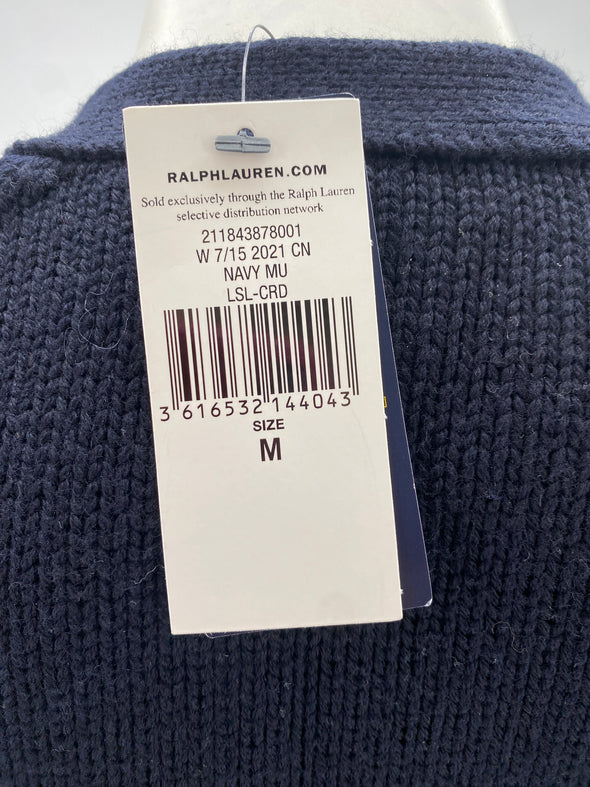 RALPHLAUREN.COM
Sold exclusively through the Ralph Lauren
selective distribution network
211843878001
W 7/15 2021 CN
NAVY MU
LSL-CRD
3 616532 144043
SIZE
M